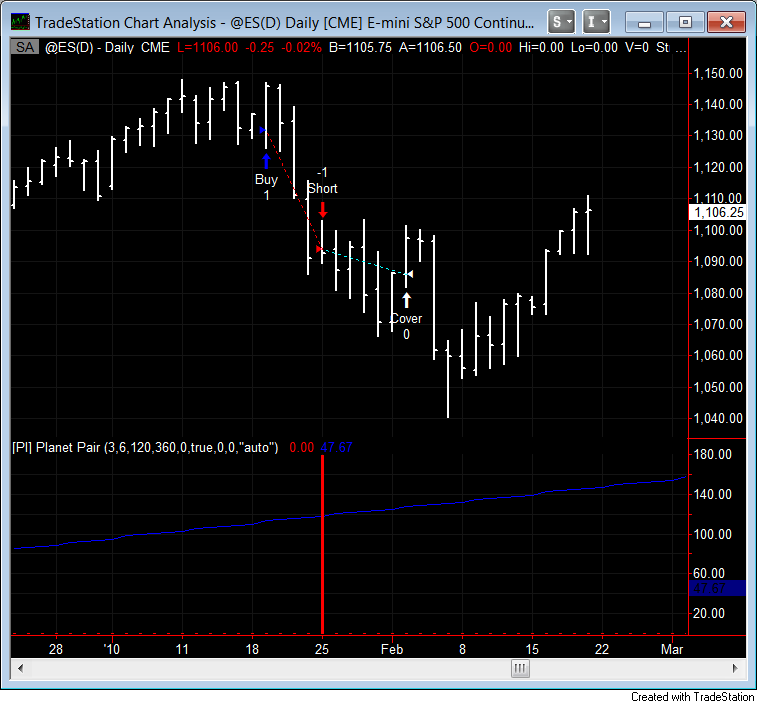 TradeStation Chart Analysis - @ES(D) Daily [CME] E-mini S&P 500 Continu...
S
I
SA @ES(D) - Daily CME L=1106.00 -0.25 -0.02% B=1105.75 A=1106.50 O=0.00 Hi=0.00 Lo=0.00 V=0 St ...
1,150.00
1,140.00
1,130.00
1,120.00
1,110.00
1,106.25
1,100.00
1,090.00
1,080.00
1,070.00
1,060.00
1,050.00
1,040.00
Buy
1
-1
Short
Cover
0
[PI] Planet Pair (3,6,120,360,0,true,0,0,"auto") 0.00 47.67
180.00
140.00
100.00
60.00
47.67
20.00
28 '10 11 18 25 Feb 8 15 22 Mar
Created with TradeStation